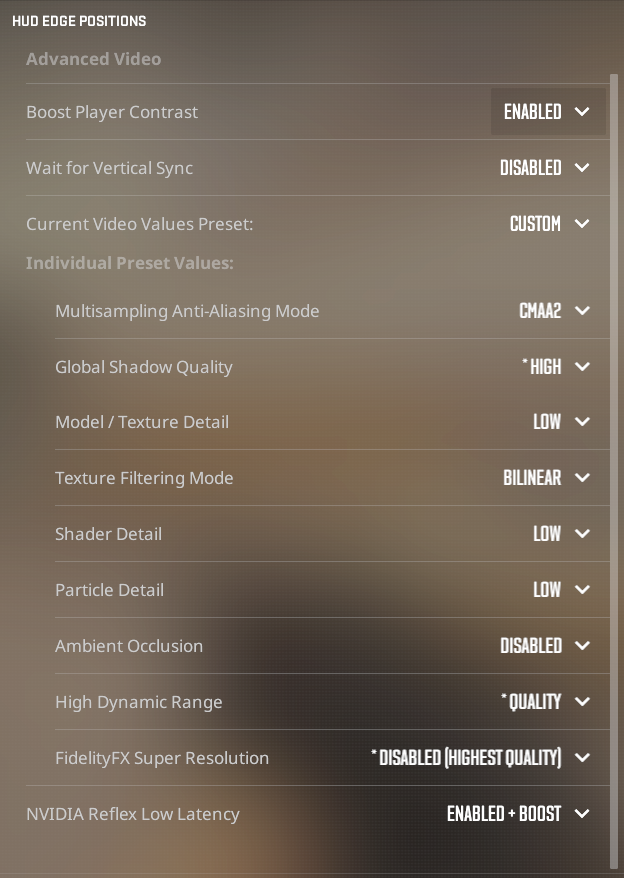 HUD EDGE POSITIONS
Advanced Video
Boost Player Contrast ENABLED
Wait for Vertical Sync DISABLED
Current Video Values Preset: CUSTOM
Individual Preset Values:
Multisampling Anti-Aliasing Mode CMAA2
Global Shadow Quality * HIGH
Model / Texture Detail LOW
Texture Filtering Mode BILINEAR
Shader Detail LOW
Particle Detail LOW
Ambient Occlusion DISABLED
High Dynamic Range * QUALITY
FidelityFX Super Resolution * DISABLED (HIGHEST QUALITY)
NVIDIA Reflex Low Latency ENABLED + BOOST